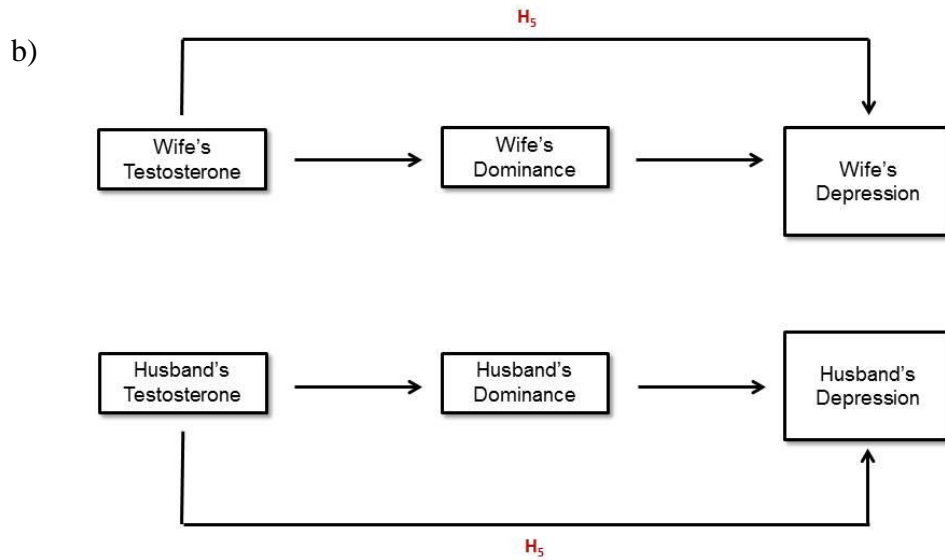 H₅
b)
Wife's
Testosterone
Wife's
Dominance
Wife's
Depression
Husband's
Testosterone
Husband's
Dominance
Husband's
Depression
H₅